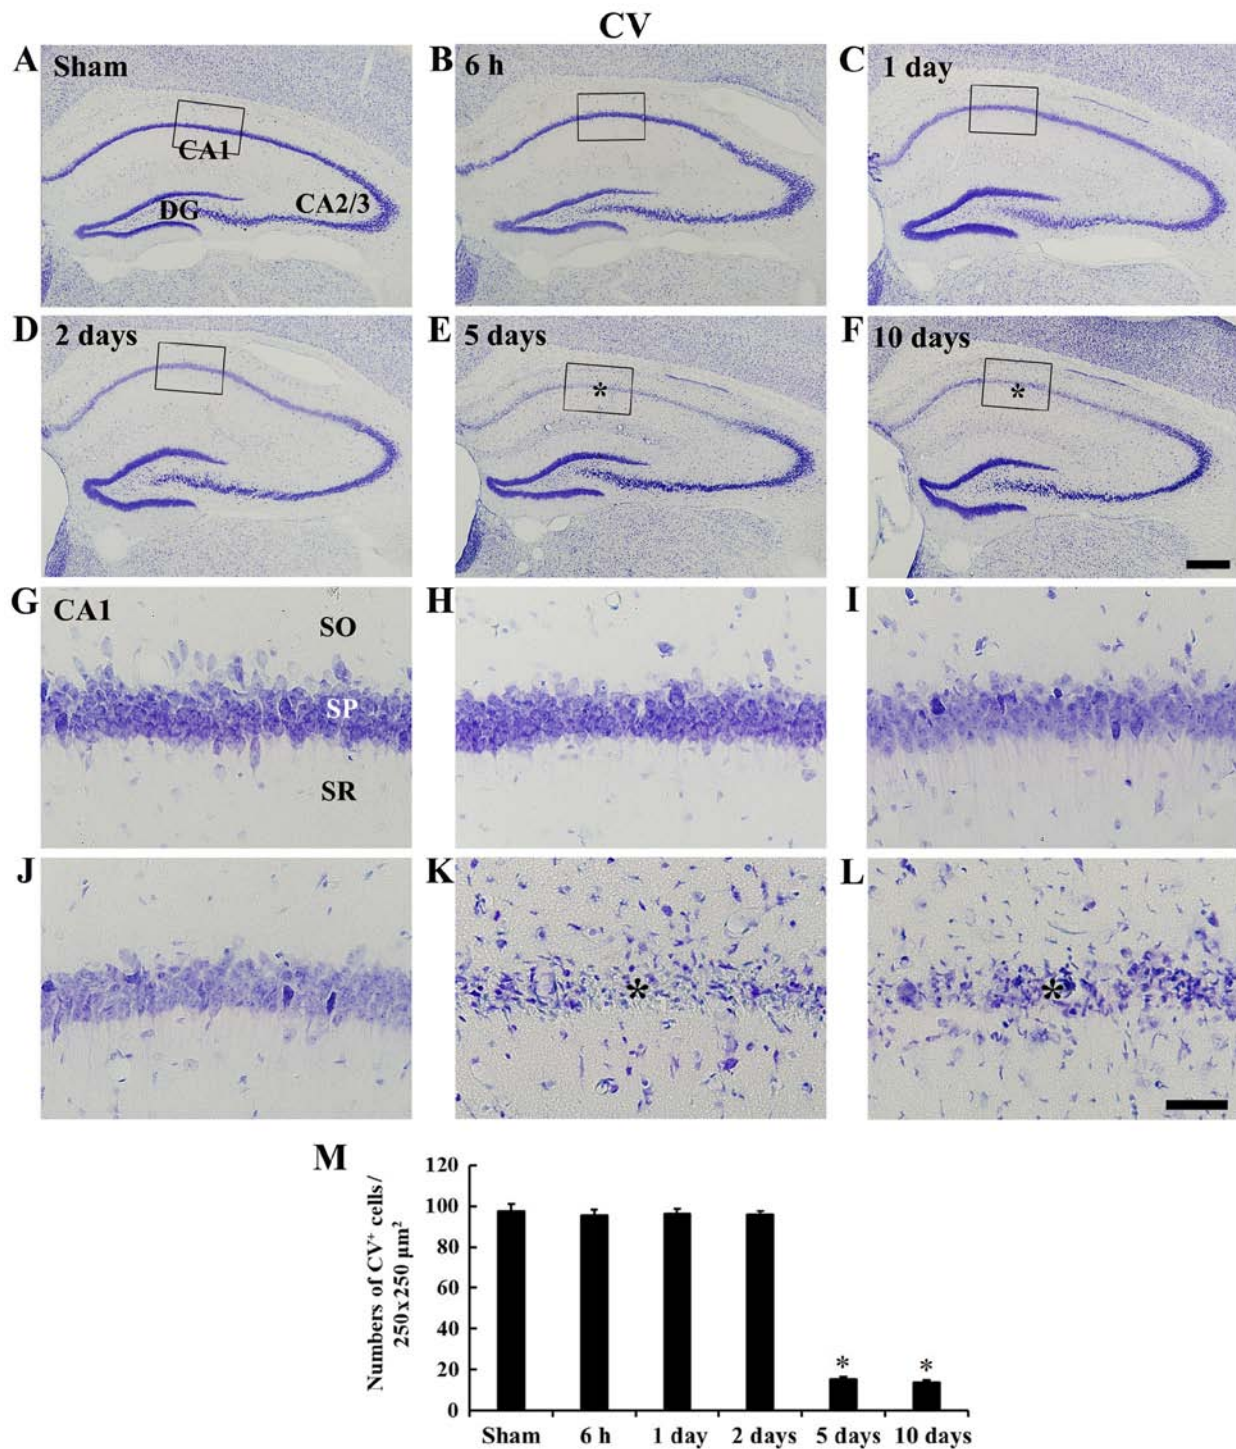 CV
A Sham
B 6 h
C 1 day
CA1
DG CA2/3
D 2 days
E 5 days
F 10 days
*
*
G CA1
SO
SP
SR
H
I
J
K
L
*
*
M
Numbers of CV⁺ cells/
250x250 µm²
120
100
80
60
40
20
0
*
*
Sham 6 h 1 day 2 days 5 days 10 days